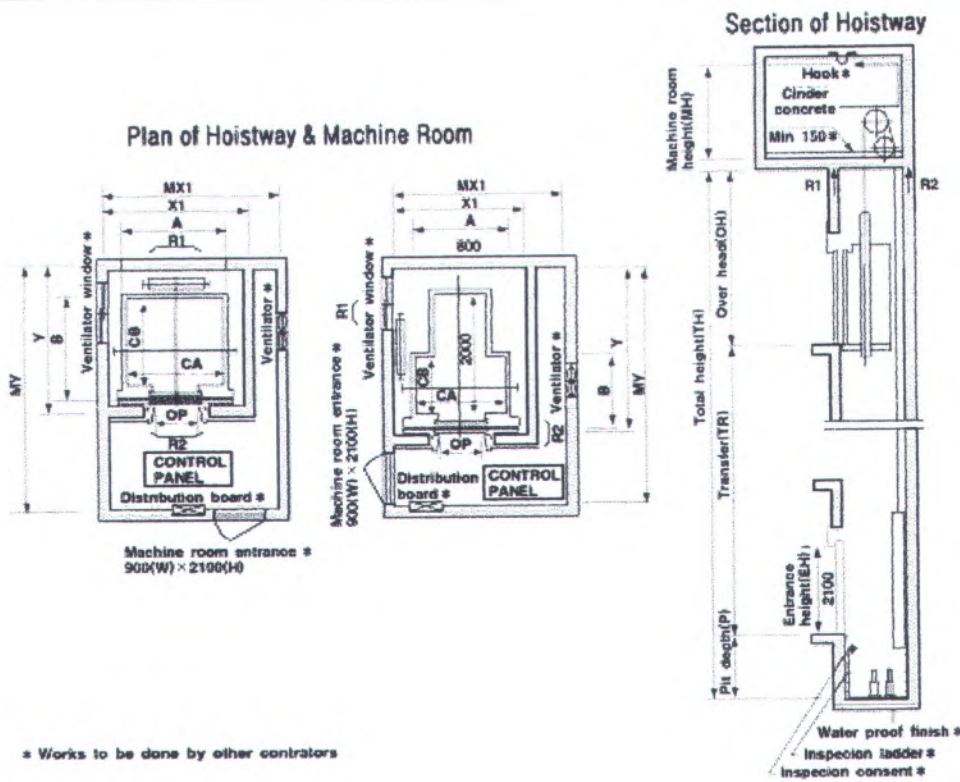 Section of Hoistway
Hook *
Cinder
concrete
Min 150 *
Machine room
height(MH)
R1
R2
Over head(OH)
Total height(TH)
Transfer(TR)
Entrance
height(EH)
2100
Pit depth(P)
Water proof finish *
Inspecion ladder *
Inspecion consent *
Plan of Hoistway & Machine Room
MX1
X1
A
R1
Ventilator window *
Ventilator *
MY
Y
B
CB
CA
OP
R2
CONTROL
PANEL
Distribution board *
Machine room entrance *
900(W) × 2100(H)
MX1
X1
A
800
R1
Ventilator window *
Machine room entrance *
900(W) × 2100(H)
CB
2000
CA
OP
Ventilator *
R2
B
Y
MY
Distribution
board *
CONTROL
PANEL
* Works to be done by other contrators